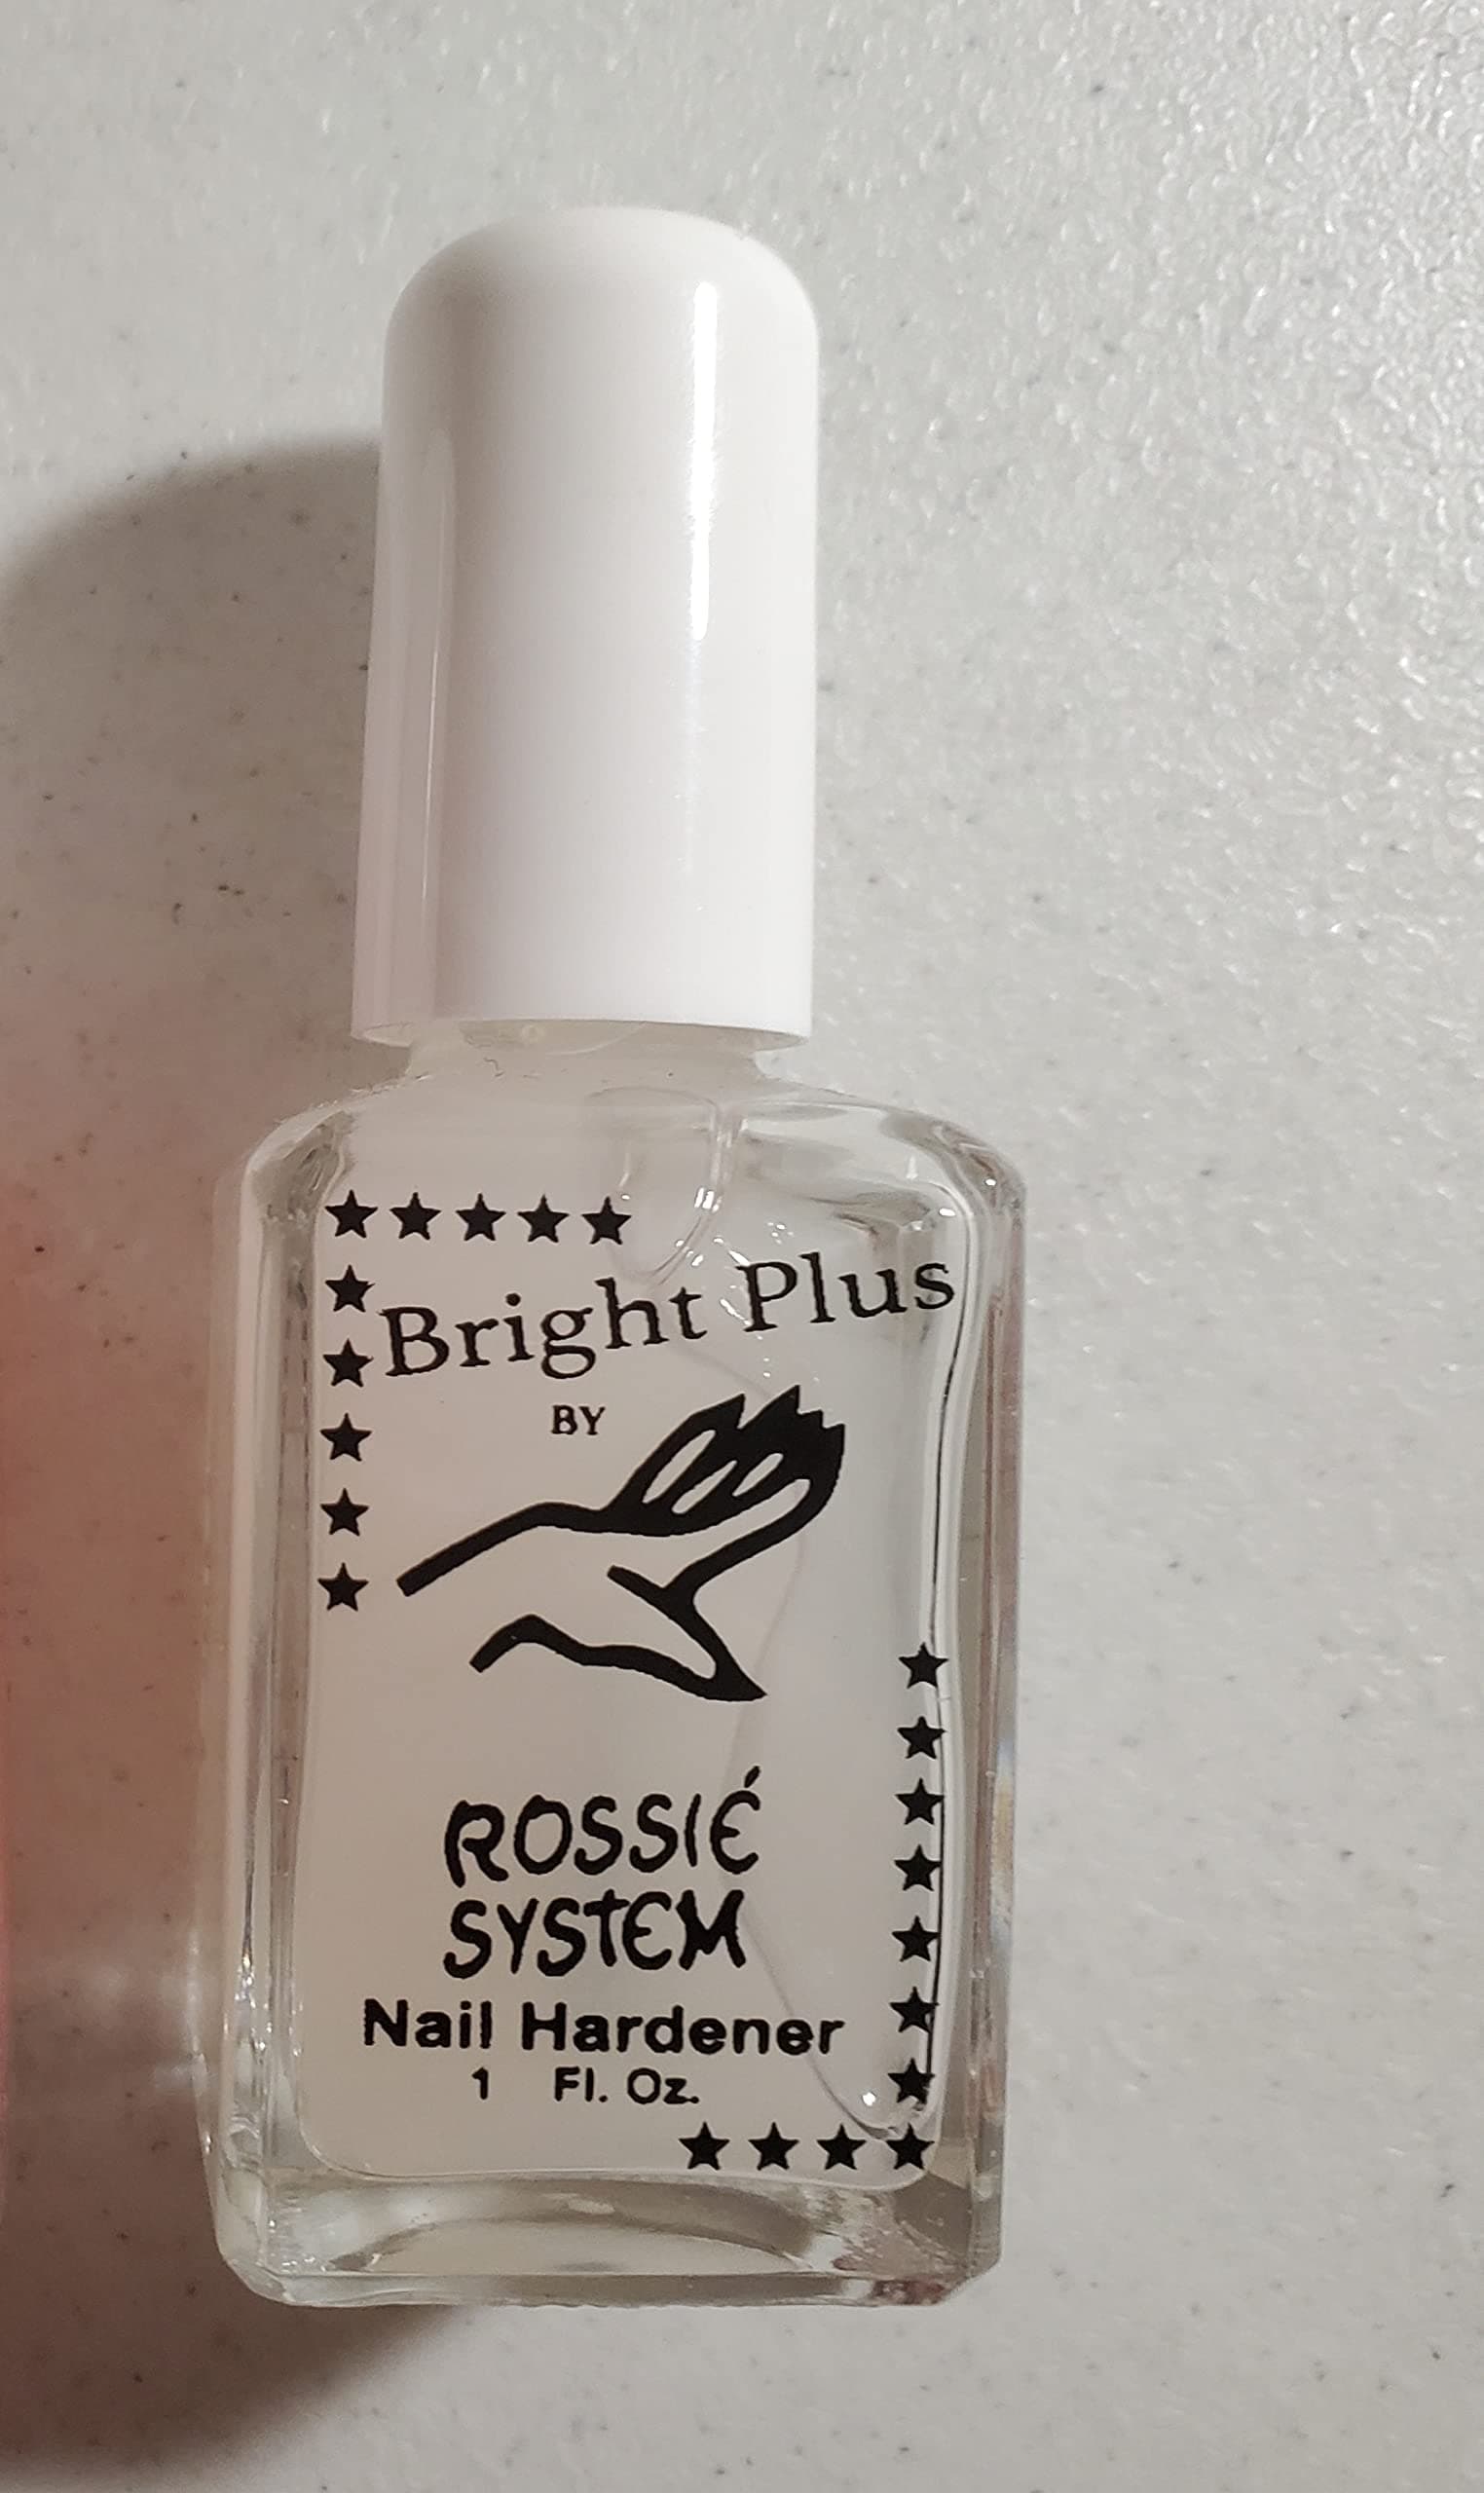 Bright Plus
BY
ROSSIÉ
SYSTEM
Nail Hardener
1 Fl. Oz.